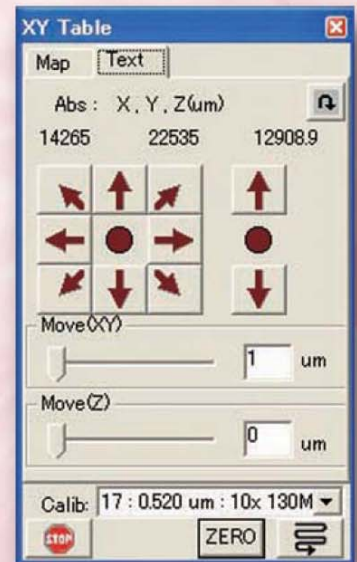 XY Table
Map Text
Abs : X , Y , Z(um)
14265 22535 12908.9
Move(XY)
1 um
Move(Z)
0 um
Calib: 17 : 0.520 um : 10x 130M
STOP ZERO